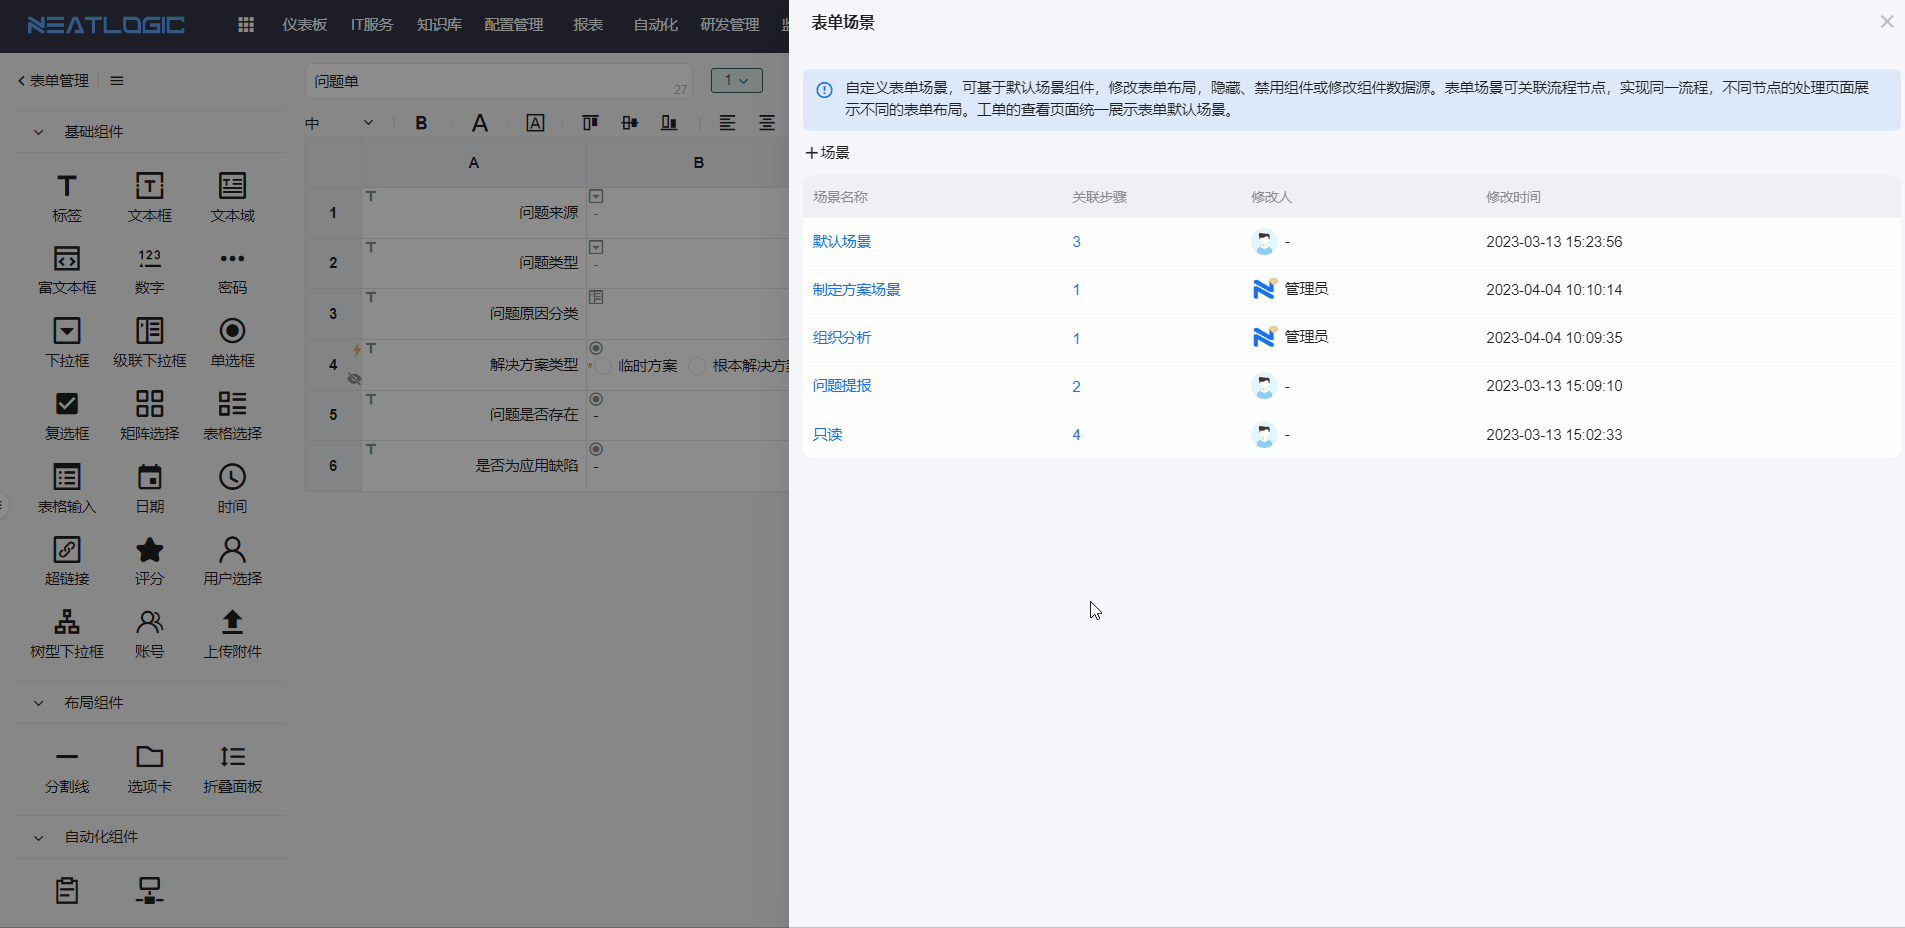 NEATLOGIC
仪表板
IT服务
知识库
配置管理
报表
自动化
研发管理
表单管理
问题单
27
1
中
B
A
A
基础组件
标签
文本框
文本域
富文本框
123
数字
密码
下拉框
级联下拉框
单选框
复选框
矩阵选择
表格选择
表格输入
日期
时间
超链接
评分
用户选择
树型下拉框
账号
上传附件
布局组件
分割线
选项卡
折叠面板
自动化组件
A
B
1
问题来源
-
2
问题类型
-
3
问题原因分类
4
解决方案类型
*
临时方案
根本解决方
5
问题是否存在
-
6
是否为应用缺陷
-
表单场景
自定义表单场景，可基于默认场景组件，修改表单布局，隐藏、禁用组件或修改组件数据源。表单场景可关联流程节点，实现同一流程，不同节点的处理页面展
示不同的表单布局。工单的查看页面统一展示表单默认场景。
+场景
场景名称 关联步骤 修改人 修改时间
默认场景 3 - 2023-03-13 15:23:56
制定方案场景 1 管理员 2023-04-04 10:10:14
组织分析 1 管理员 2023-04-04 10:09:35
问题提报 2 - 2023-03-13 15:09:10
只读 4 - 2023-03-13 15:02:33